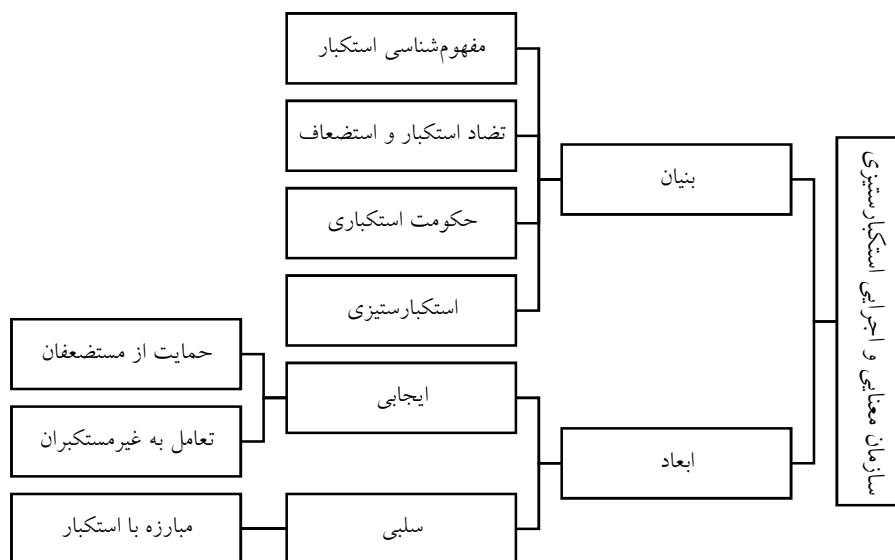 سازمان معنایی و اجرایی استکبارستیزی
بنیان
مفهوم‌شناسی استکبار
تضاد استکبار و استضعاف
حکومت استکباری
استکبارستیزی
ابعاد
ایجابی
حمایت از مستضعفان
تعامل به غیرمستکبران
سلبی
مبارزه با استکبار